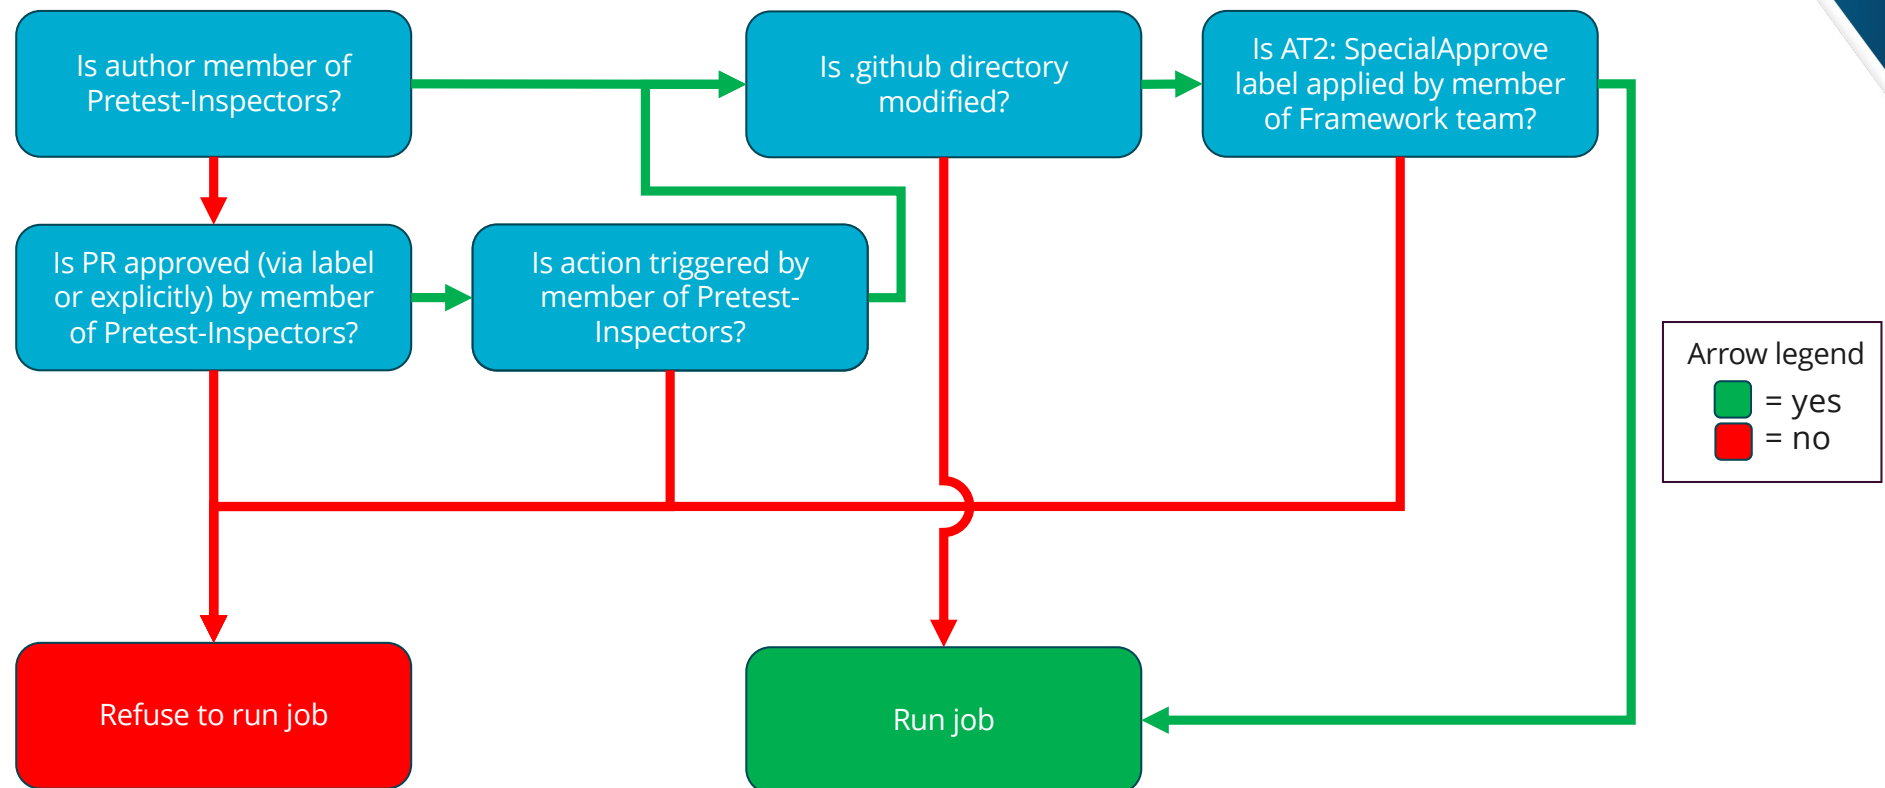 Is author member of
Pretest-Inspectors?
Is .github directory
modified?
Is AT2: SpecialApprove
label applied by member
of Framework team?
Is PR approved (via label
or explicitly) by member
of Pretest-Inspectors?
Is action triggered by
member of Pretest-
Inspectors?
Arrow legend
= yes
= no
Refuse to run job
Run job